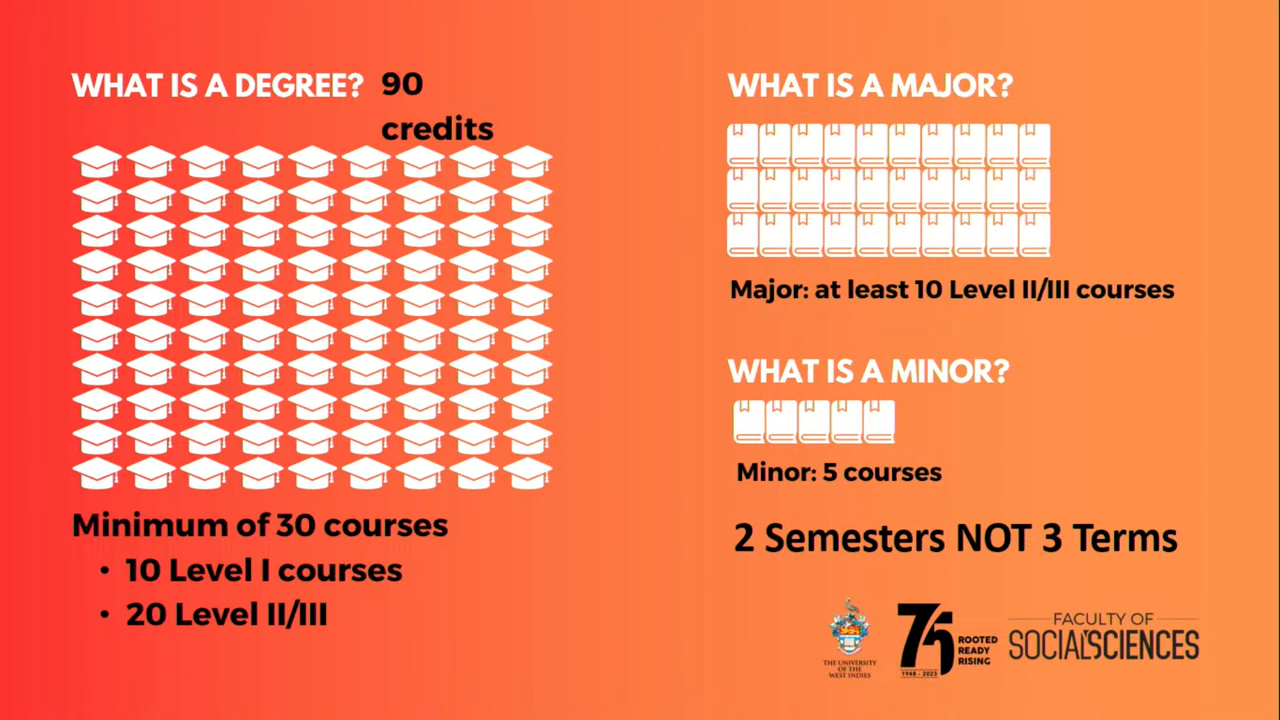 WHAT IS A DEGREE? 90
credits
Minimum of 30 courses
• 10 Level I courses
• 20 Level II/III
WHAT IS A MAJOR?
Major: at least 10 Level II/III courses
WHAT IS A MINOR?
Minor: 5 courses
2 Semesters NOT 3 Terms
THE UNIVERSITY
OF THE
WEST INDIES
75
1948 - 2023
ROOTED
READY
RISING
FACULTY OF
SOCIAL SCIENCES